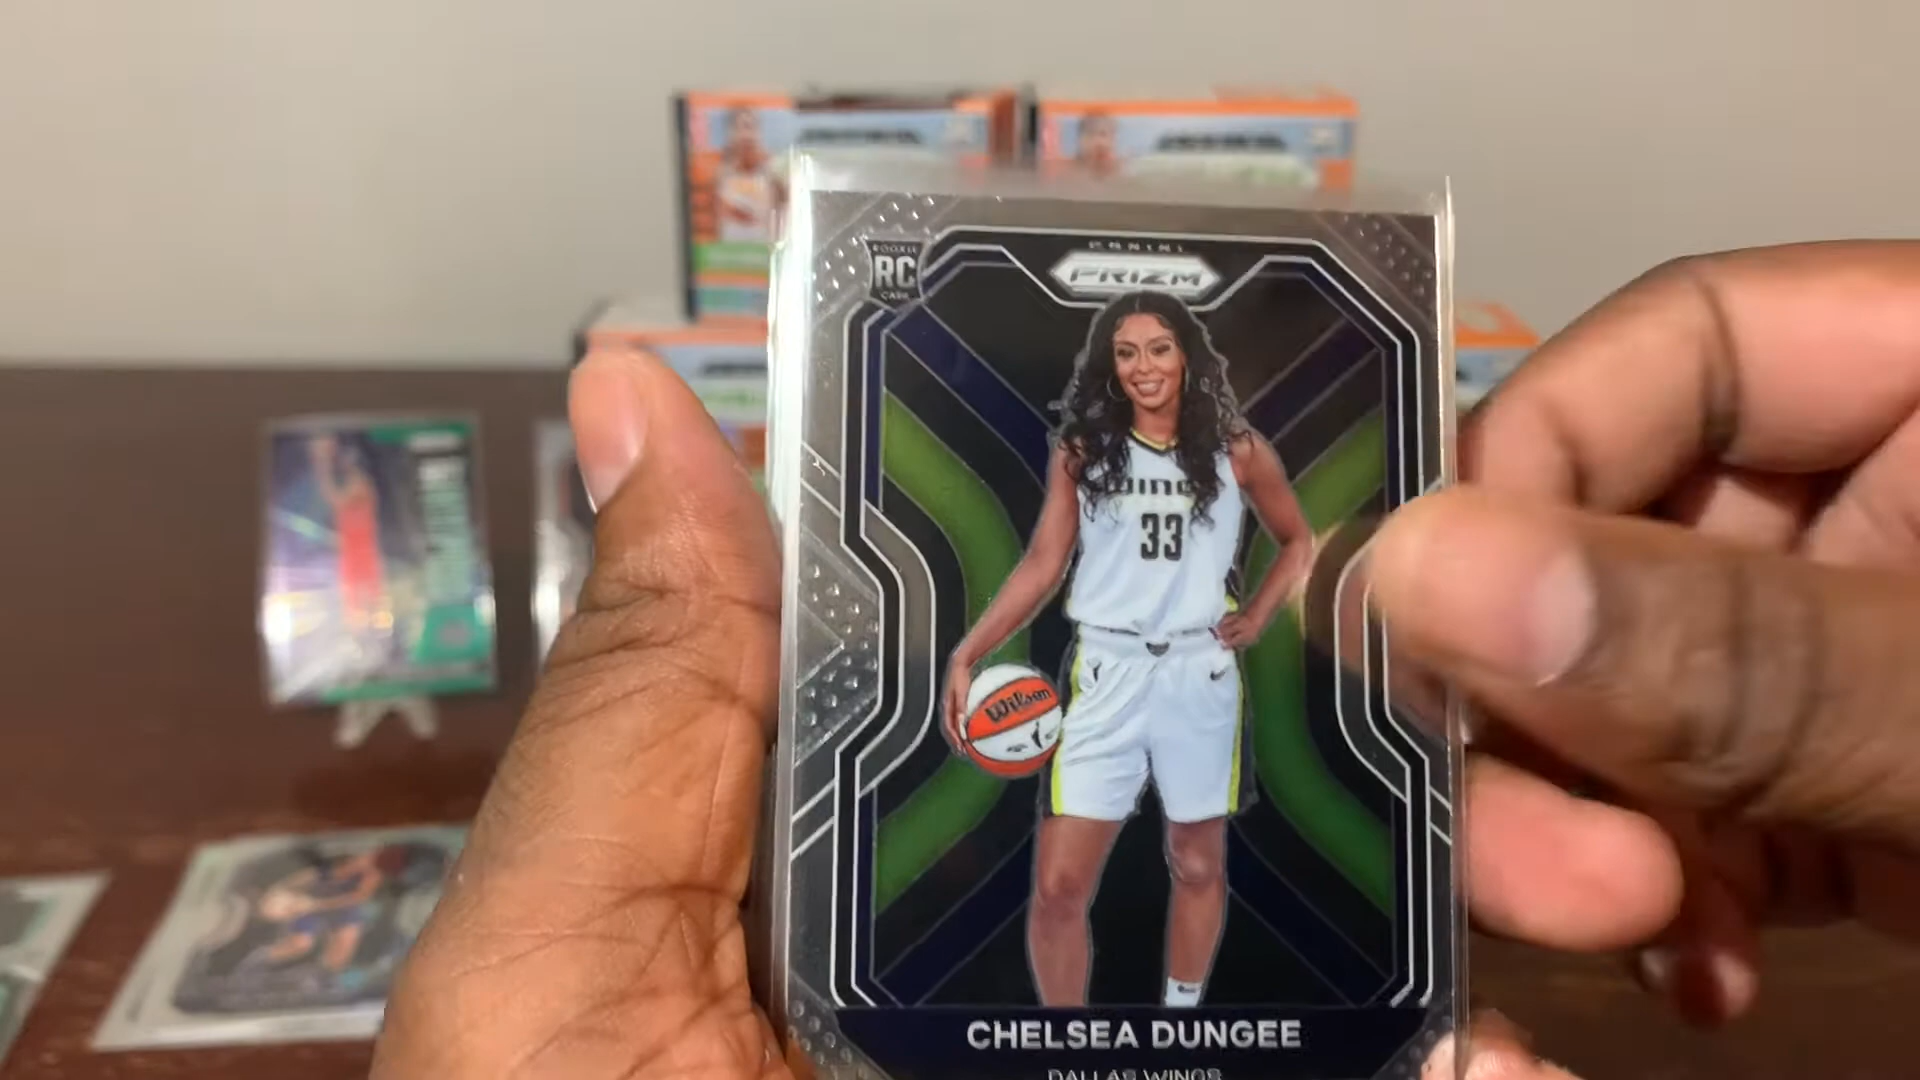 PANINI
PRIZM
ROOKIE
RC
CARD
WINGS
33
Wilson
CHELSEA DUNGEE
DALLAS WINGS